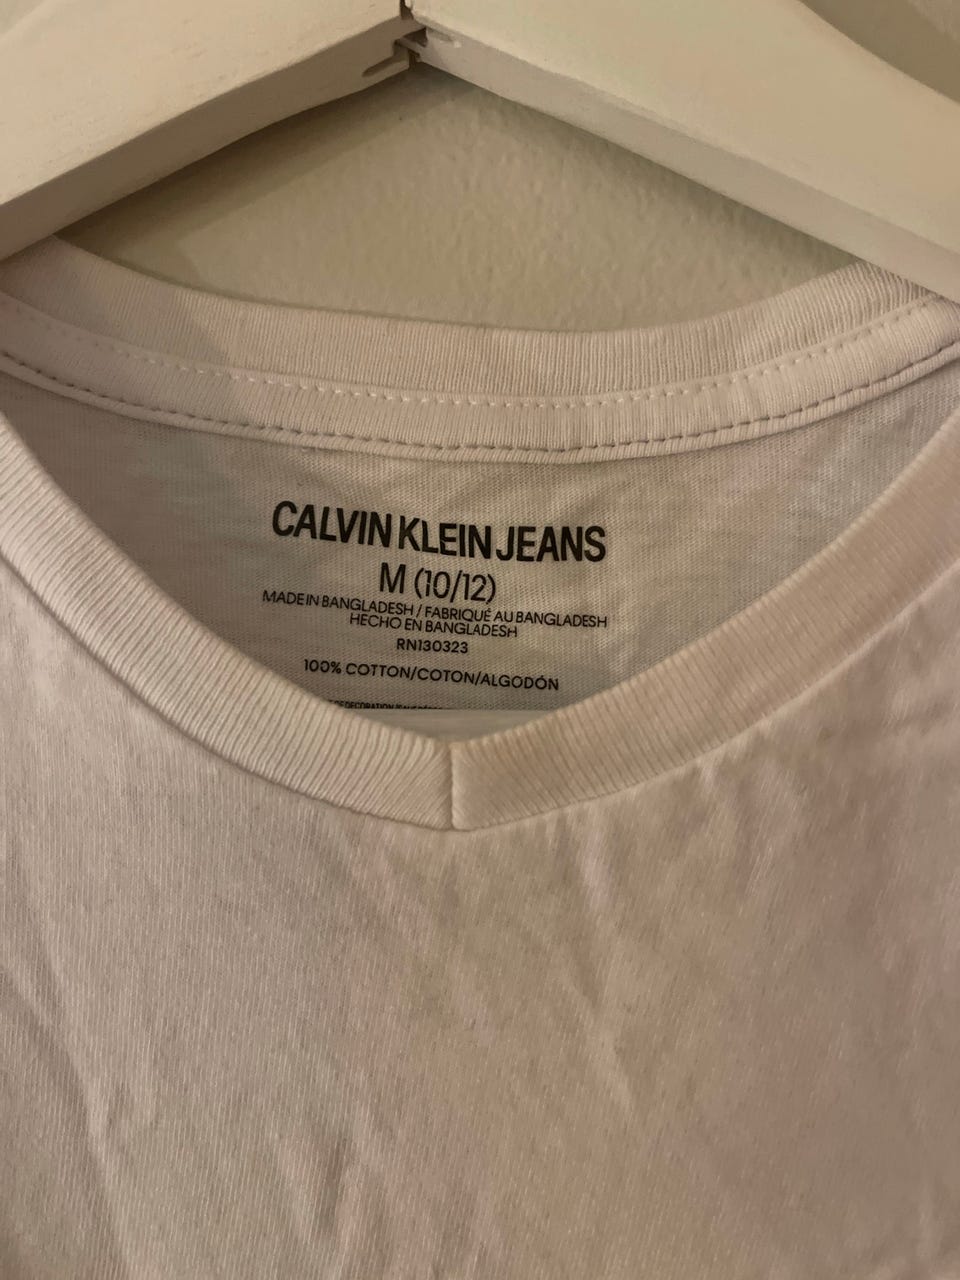 CALVIN KLEIN JEANS
M (10/12)
MADE IN BANGLADESH / FABRIQUÉ AU BANGLADESH
HECHO EN BANGLADESH
RN130323
100% COTTON/COTON/ALGODÓN
DECORATION